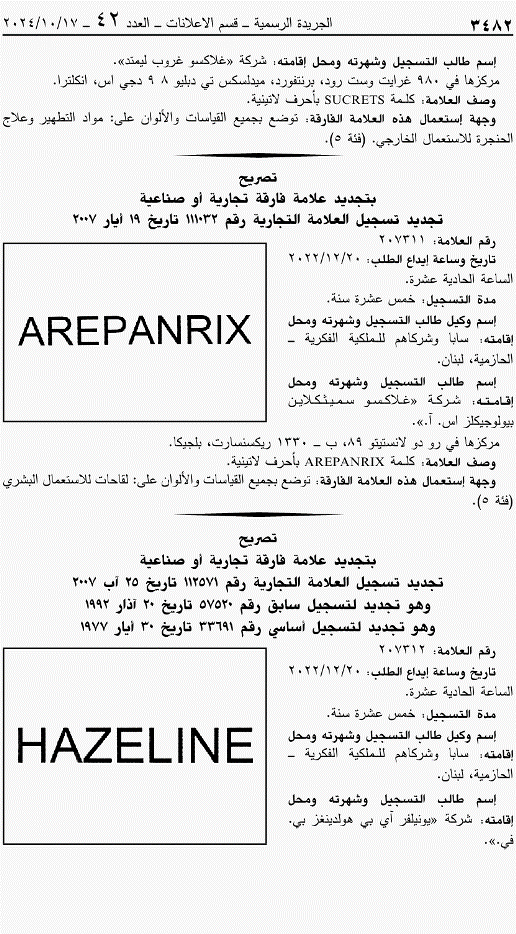 ٣٤٨٢ الجريدة الرسمية ــ قسم الاعلانات ــ العدد ٤٢ ــ ٢٠٢٤/١٠/١٧
إسم طالب التسجيل وشهرته ومحل إقامته: شركة «غلاكسو غروب ليمتد».
مركزها في ٩٨٠ غرايت وست رود، برنتفورد، ميدلسكس تي دبليو ٨ ٩ دجي اس، انكلترا.
وصف العلامة: كلمة SUCRETS بأحرف لاتينية.
وجهة إستعمال هذه العلامة الفارقة: توضع بجميع القياسات والألوان على: مواد التطهير وعلاج
الحنجرة للاستعمال الخارجي. (فئة ٥).
تصريح
بتجديد علامة فارقة تجارية أو صناعية
تجديد تسجيل العلامة التجارية رقم ١١١٠٣٢ تاريخ ١٩ أيار ٢٠٠٧
رقم العلامة: ٢٠٧٣١١
تاريخ وساعة إيداع الطلب: ٢٠٢٢/١٢/٢٠
الساعة الحادية عشرة.
مدة التسجيل: خمس عشرة سنة.
إسم وكيل طالب التسجيل وشهرته ومحل
إقامته: سابا وشركاهم للملكية الفكرية ــ
الحازمية، لبنان.
إسم طالب التسجيل وشهرته ومحل
إقامته: شركة «غلاكسو سميثكلاين
بيولوجيكلز اس. آ.».
AREPANRIX
مركزها في رو دو لانستيتو ٨٩، ب ــ ١٣٣٠ ريكسنسارت، بلجيكا.
وصف العلامة: كلمة AREPANRIX بأحرف لاتينية.
وجهة إستعمال هذه العلامة الفارقة: توضع بجميع القياسات والألوان على: لقاحات للاستعمال البشري
(فئة ٥).
تصريح
بتجديد علامة فارقة تجارية أو صناعية
تجديد تسجيل العلامة التجارية رقم ١١٢٥٧١ تاريخ ٢٥ آب ٢٠٠٧
وهو تجديد لتسجيل سابق رقم ٥٧٥٢٠ تاريخ ٢٠ آذار ١٩٩٢
وهو تجديد لتسجيل أساسي رقم ٣٣٦٩١ تاريخ ٣٠ أيار ١٩٧٧
رقم العلامة: ٢٠٧٣١٢
تاريخ وساعة إيداع الطلب: ٢٠٢٢/١٢/٢٠
الساعة الحادية عشرة.
مدة التسجيل: خمس عشرة سنة.
إسم وكيل طالب التسجيل وشهرته ومحل
إقامته: سابا وشركاهم للملكية الفكرية ــ
الحازمية، لبنان.
إسم طالب التسجيل وشهرته ومحل
إقامته: شركة «يونيلفر آي بي هولدينغز بي.
في.».
HAZELINE